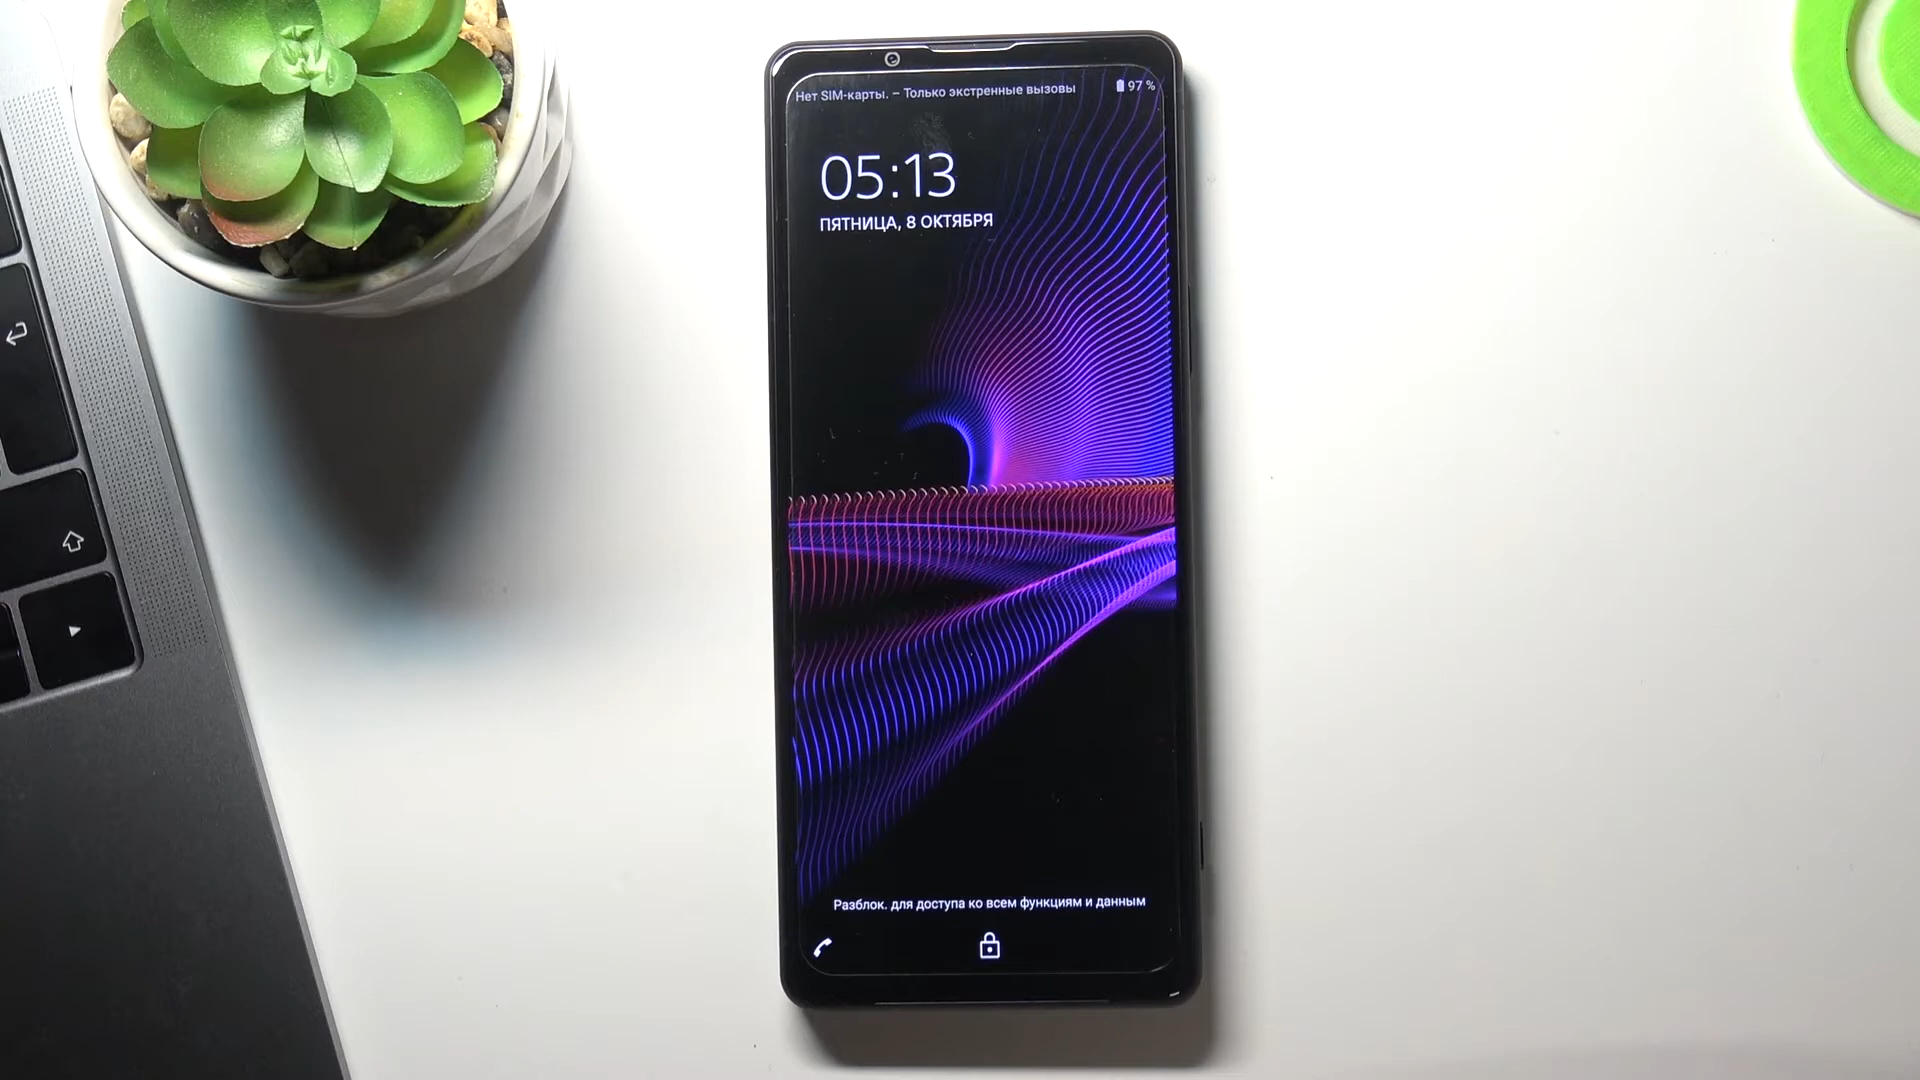 Нет SIM-карты. – Только экстренные вызовы
97 %
05:13
ПЯТНИЦА, 8 ОКТЯБРЯ
Разблок. для доступа ко всем функциям и данным